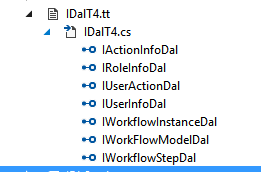 IDalT4.tt
IDalT4.cs
IActionInfoDal
IRoleInfoDal
IUserActionDal
IUserInfoDal
IWorkflowInstanceDal
IWorkFlowModelDal
IWorkflowStepDal